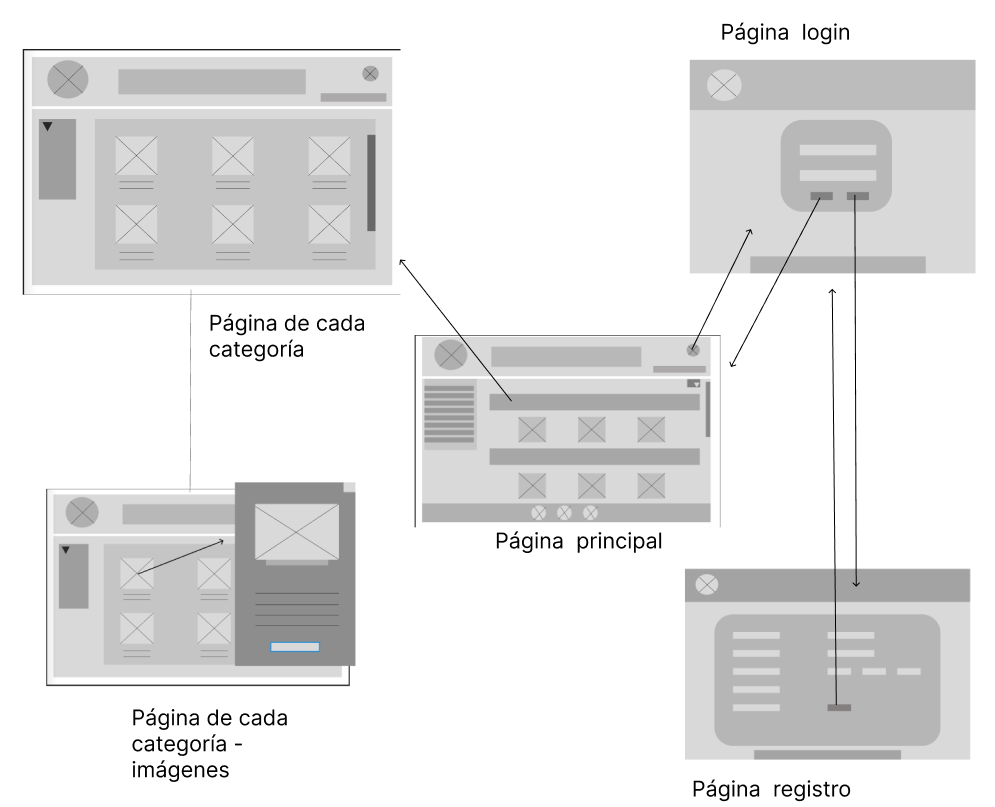 Página login
Página de cada
categoría
Página principal
Página de cada
categoría -
imágenes
Página registro